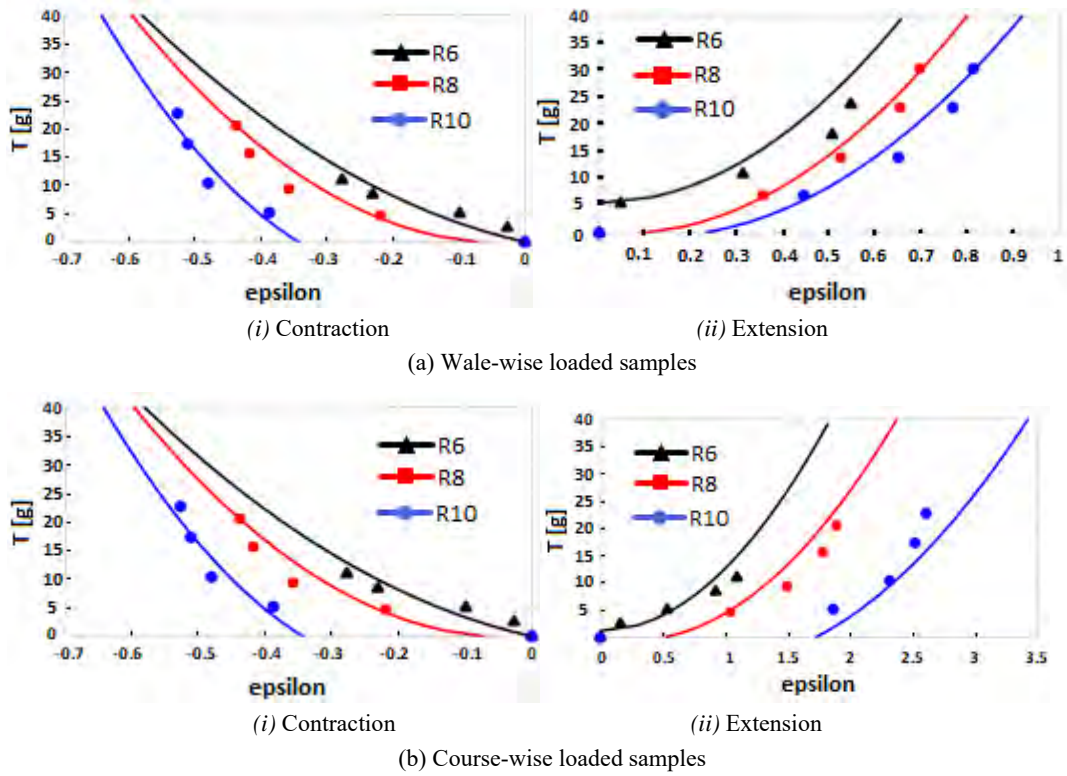 40
35
30
25
20
15
10
5
0
T [g]
R6
R8
R10
-0.7 -0.6 -0.5 -0.4 -0.3 -0.2 -0.1 0
epsilon
(i) Contraction
40
35
30
25
20
15
10
5
0
T [g]
R6
R8
R10
0.1 0.2 0.3 0.4 0.5 0.6 0.7 0.8 0.9 1
epsilon
(ii) Extension
(a) Wale-wise loaded samples
40
35
30
25
20
15
10
5
0
T [g]
R6
R8
R10
-0.7 -0.6 -0.5 -0.4 -0.3 -0.2 -0.1 0
epsilon
(i) Contraction
40
35
30
25
20
15
10
5
T [g]
R6
R8
R10
0 0.5 1 1.5 2 2.5 3 3.5
epsilon
(ii) Extension
(b) Course-wise loaded samples